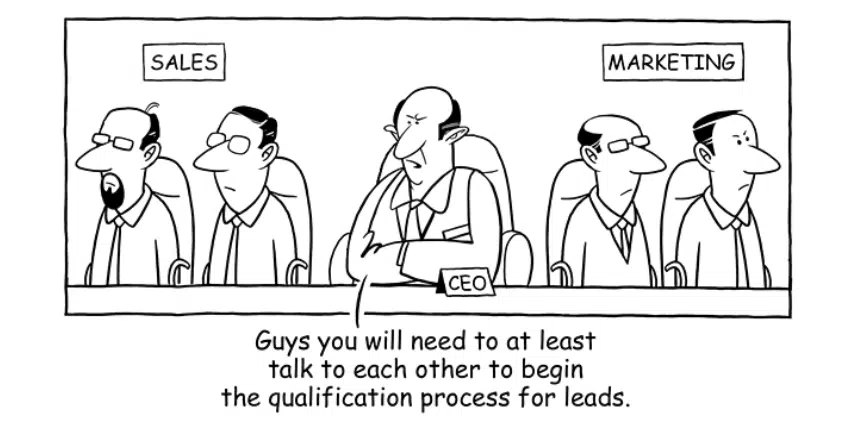 SALES
MARKETING
CEO
Guys you will need to at least
talk to each other to begin
the qualification process for leads.